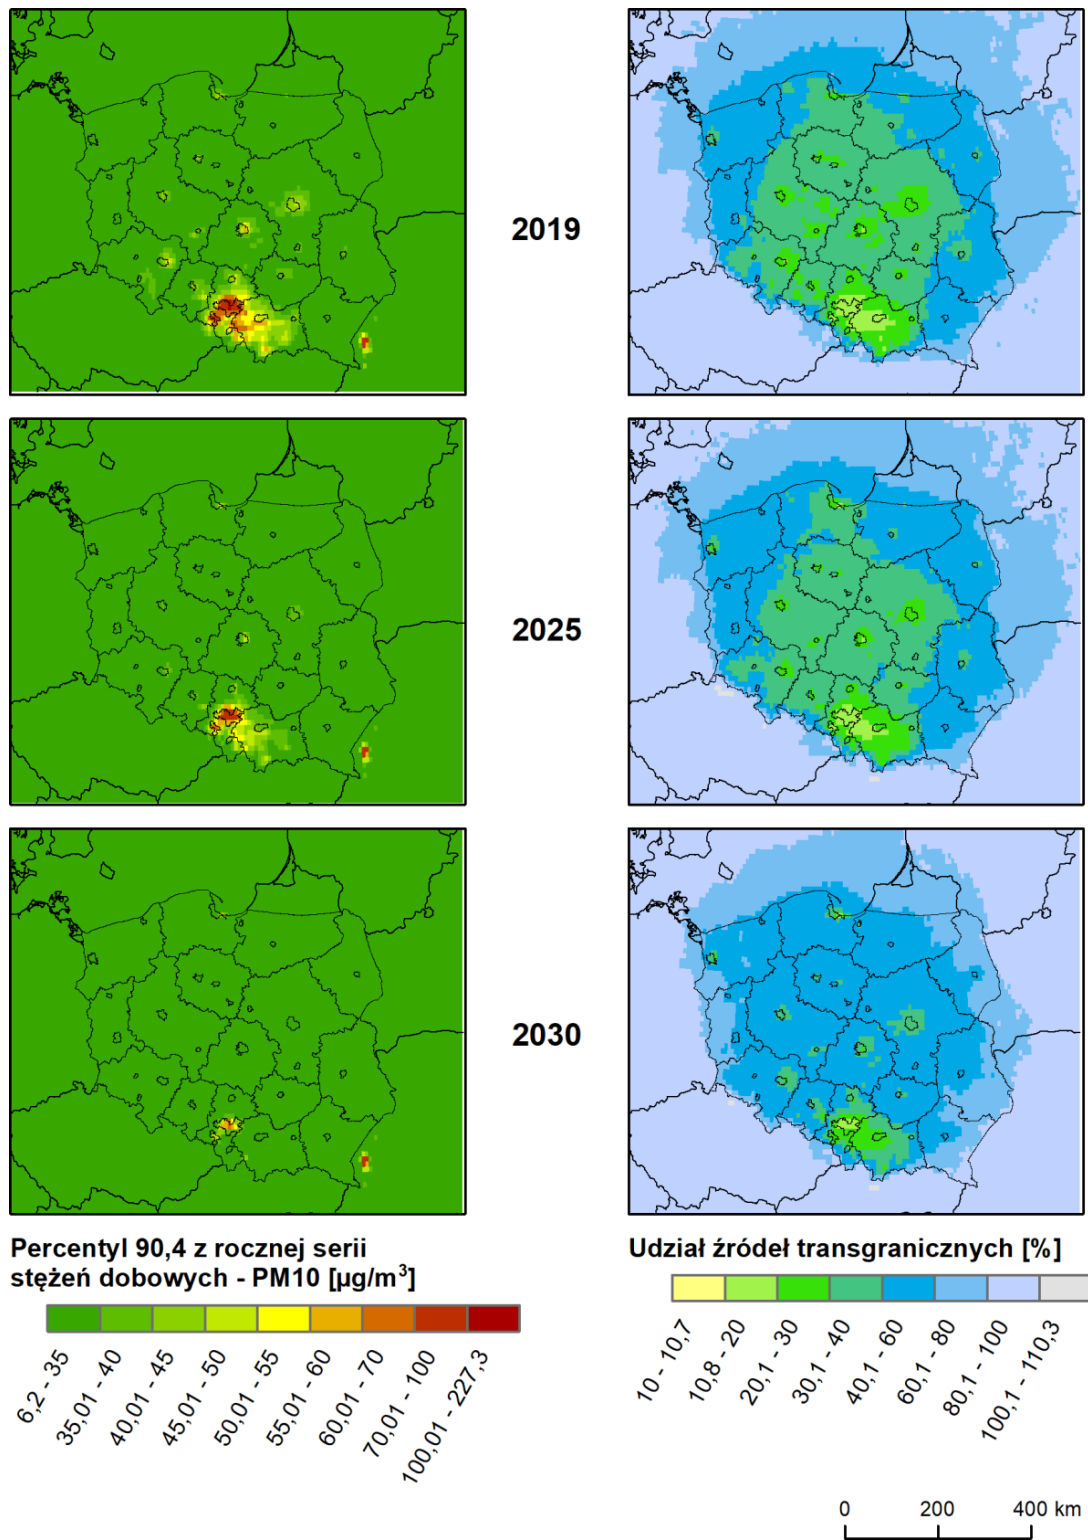 2019
2025
2030
Percentyl 90,4 z rocznej serii
stężeń dobowych - PM10 [µg/m³]
6,2 - 35
35,01 - 40
40,01 - 45
45,01 - 50
50,01 - 55
55,01 - 60
60,01 - 70
70,01 - 100
100,01 - 227,3
Udział źródeł transgranicznych [%]
10 - 10,7
10,8 - 20
20,1 - 30
30,1 - 40
40,1 - 60
60,1 - 80
80,1 - 100
100,1 - 110,3
0 200 400 km